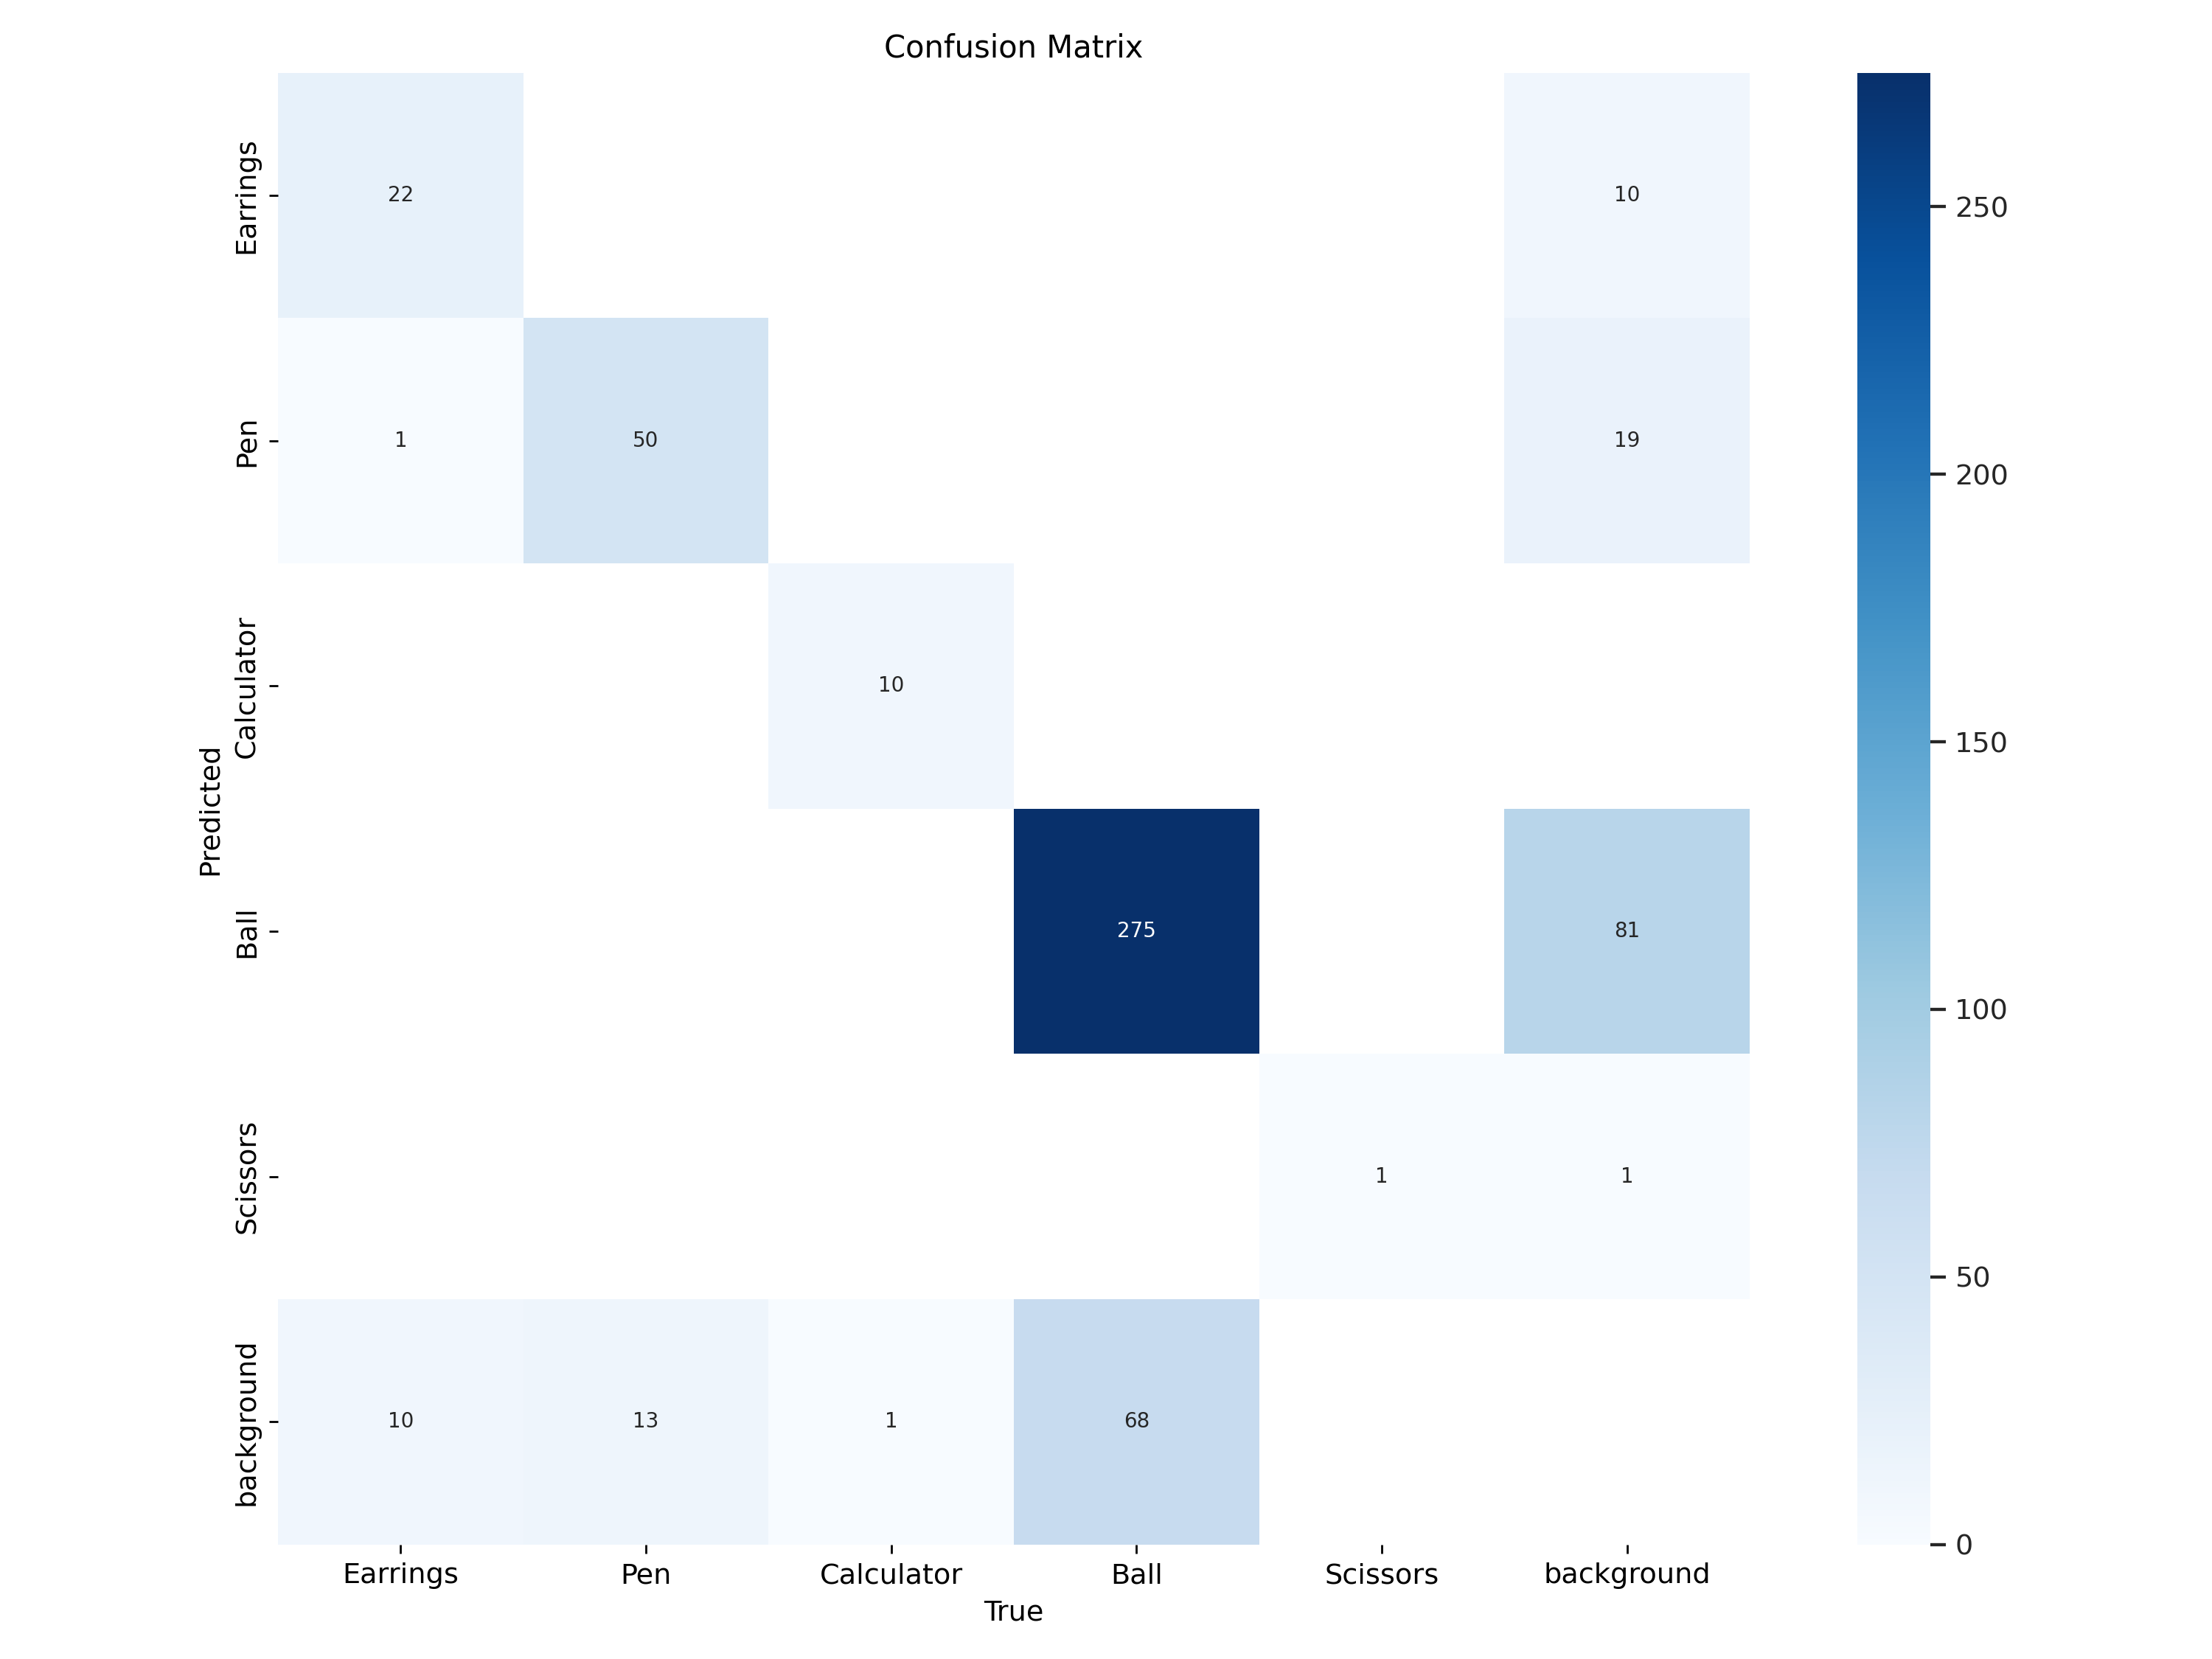 Confusion Matrix
Earrings
22
10
250
Pen
1
50
19
200
Calculator
10
150
Predicted
Ball
275
81
100
Scissors
1
1
50
background
10
13
1
68
0
Earrings
Pen
Calculator
Ball
Scissors
background
True